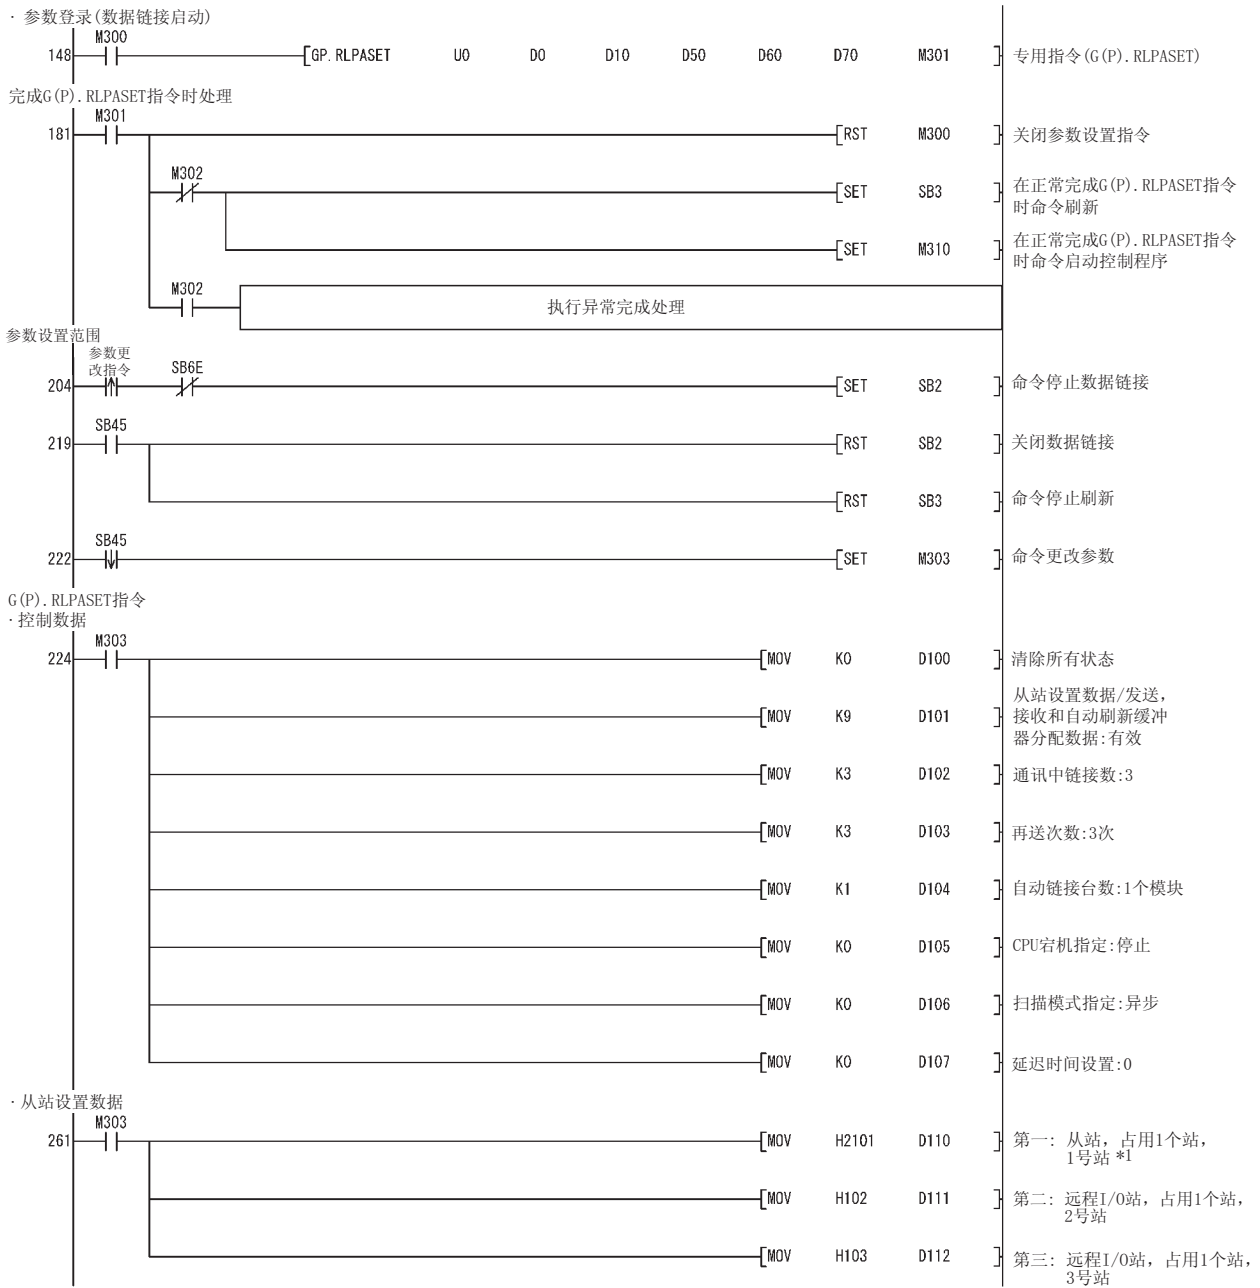 · 参数登录(数据链接启动)
M300
148 GP.RLPASET U0 D0 D10 D50 D60 D70 M301 专用指令(G(P).RLPASET)
完成G(P).RLPASET指令时处理
M301
181 RST M300 关闭参数设置指令
M302
SET SB3 在正常完成G(P).RLPASET指令
时命令刷新
SET M310 在正常完成G(P).RLPASET指令
时命令启动控制程序
M302
执行异常完成处理
参数设置范围
参数更
改指令 SB6E
204 SET SB2 命令停止数据链接
SB45
219 RST SB2 关闭数据链接
RST SB3 命令停止刷新
SB45
222 SET M303 命令更改参数
G(P).RLPASET指令
·控制数据
M303
224 MOV K0 D100 清除所有状态
从站设置数据/发送,
MOV K9 D101 接收和自动刷新缓冲
器分配数据:有效
MOV K3 D102 通讯中链接数:3
MOV K3 D103 再送次数:3次
MOV K1 D104 自动链接台数:1个模块
MOV K0 D105 CPU宕机指定:停止
MOV K0 D106 扫描模式指定:异步
MOV K0 D107 延迟时间设置:0
·从站设置数据
M303
261 MOV H2101 D110 第一: 从站, 占用1个站,
1号站 *1
MOV H102 D111 第二: 远程I/O站, 占用1个站,
2号站
MOV H103 D112 第三: 远程I/O站, 占用1个站,
3号站